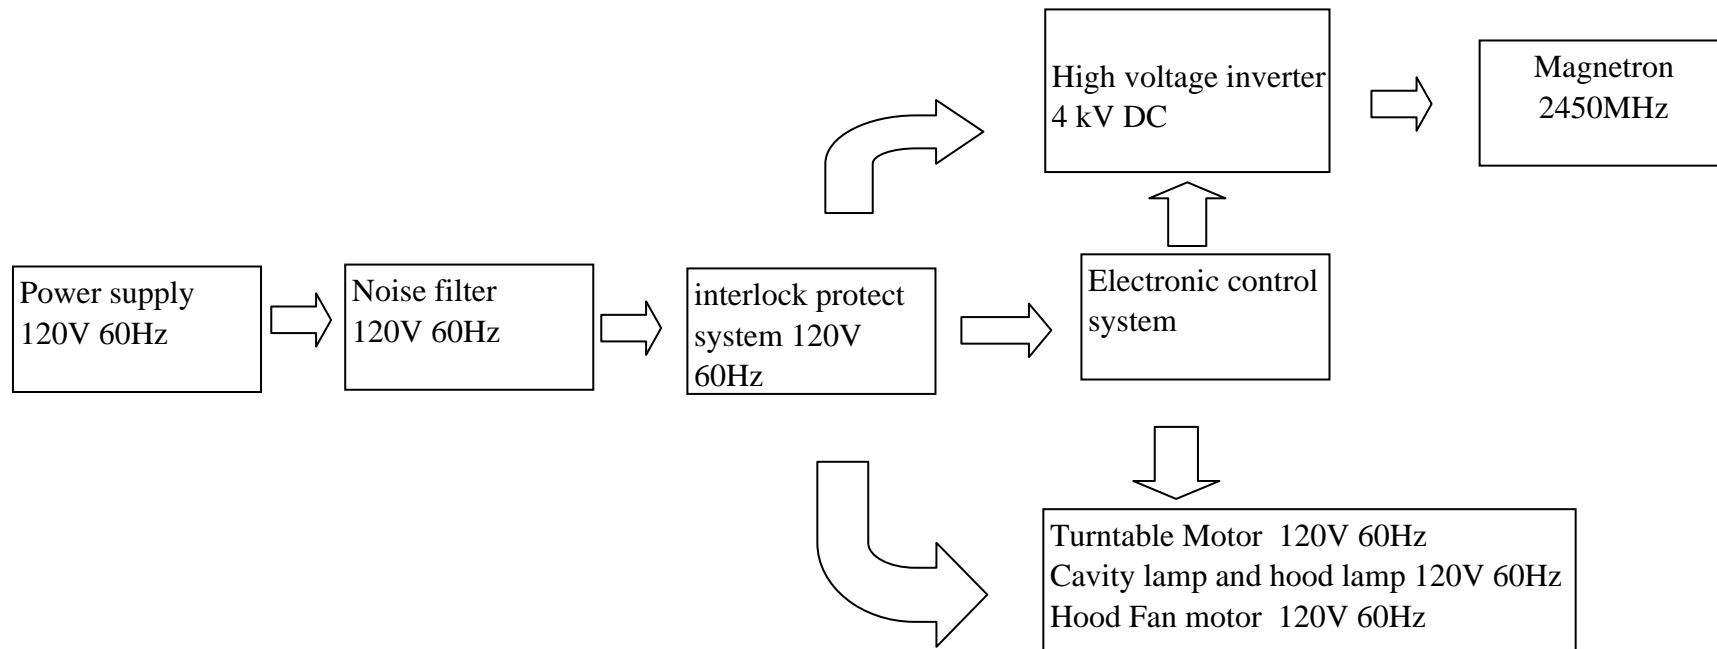 High voltage inverter
4 kV DC
Magnetron
2450MHz
Power supply
120V 60Hz
Noise filter
120V 60Hz
interlock protect
system 120V
60Hz
Electronic control
system
Turntable Motor  120V 60Hz
Cavity lamp and hood lamp 120V 60Hz
Hood Fan motor  120V 60Hz